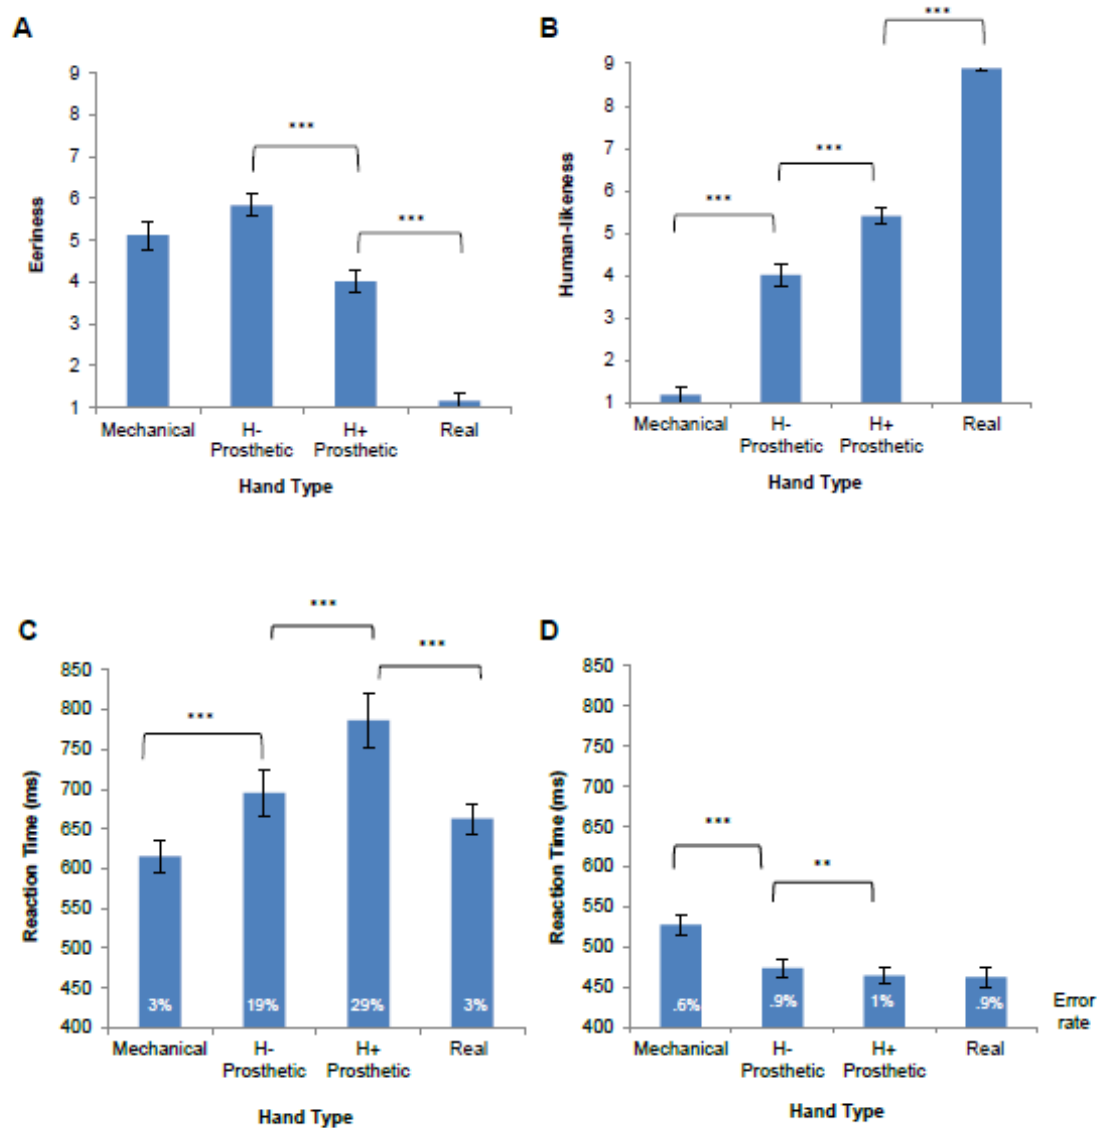 A
***
***
9
8
7
6
5
4
3
2
1
Eeriness
Mechanical H- Prosthetic H+ Prosthetic Real
Hand Type
B
***
***
***
9
8
7
6
5
4
3
2
1
Human-likeness
Mechanical H- Prosthetic H+ Prosthetic Real
Hand Type
C
***
***
***
850
800
750
700
650
600
550
500
450
400
Reaction Time (ms)
3% 19% 29% 3%
Mechanical H- Prosthetic H+ Prosthetic Real
Hand Type
D
***
**
850
800
750
700
650
600
550
500
450
400
Reaction Time (ms)
.6% .9% 1% .9%
Error
rate
Mechanical H- Prosthetic H+ Prosthetic Real
Hand Type